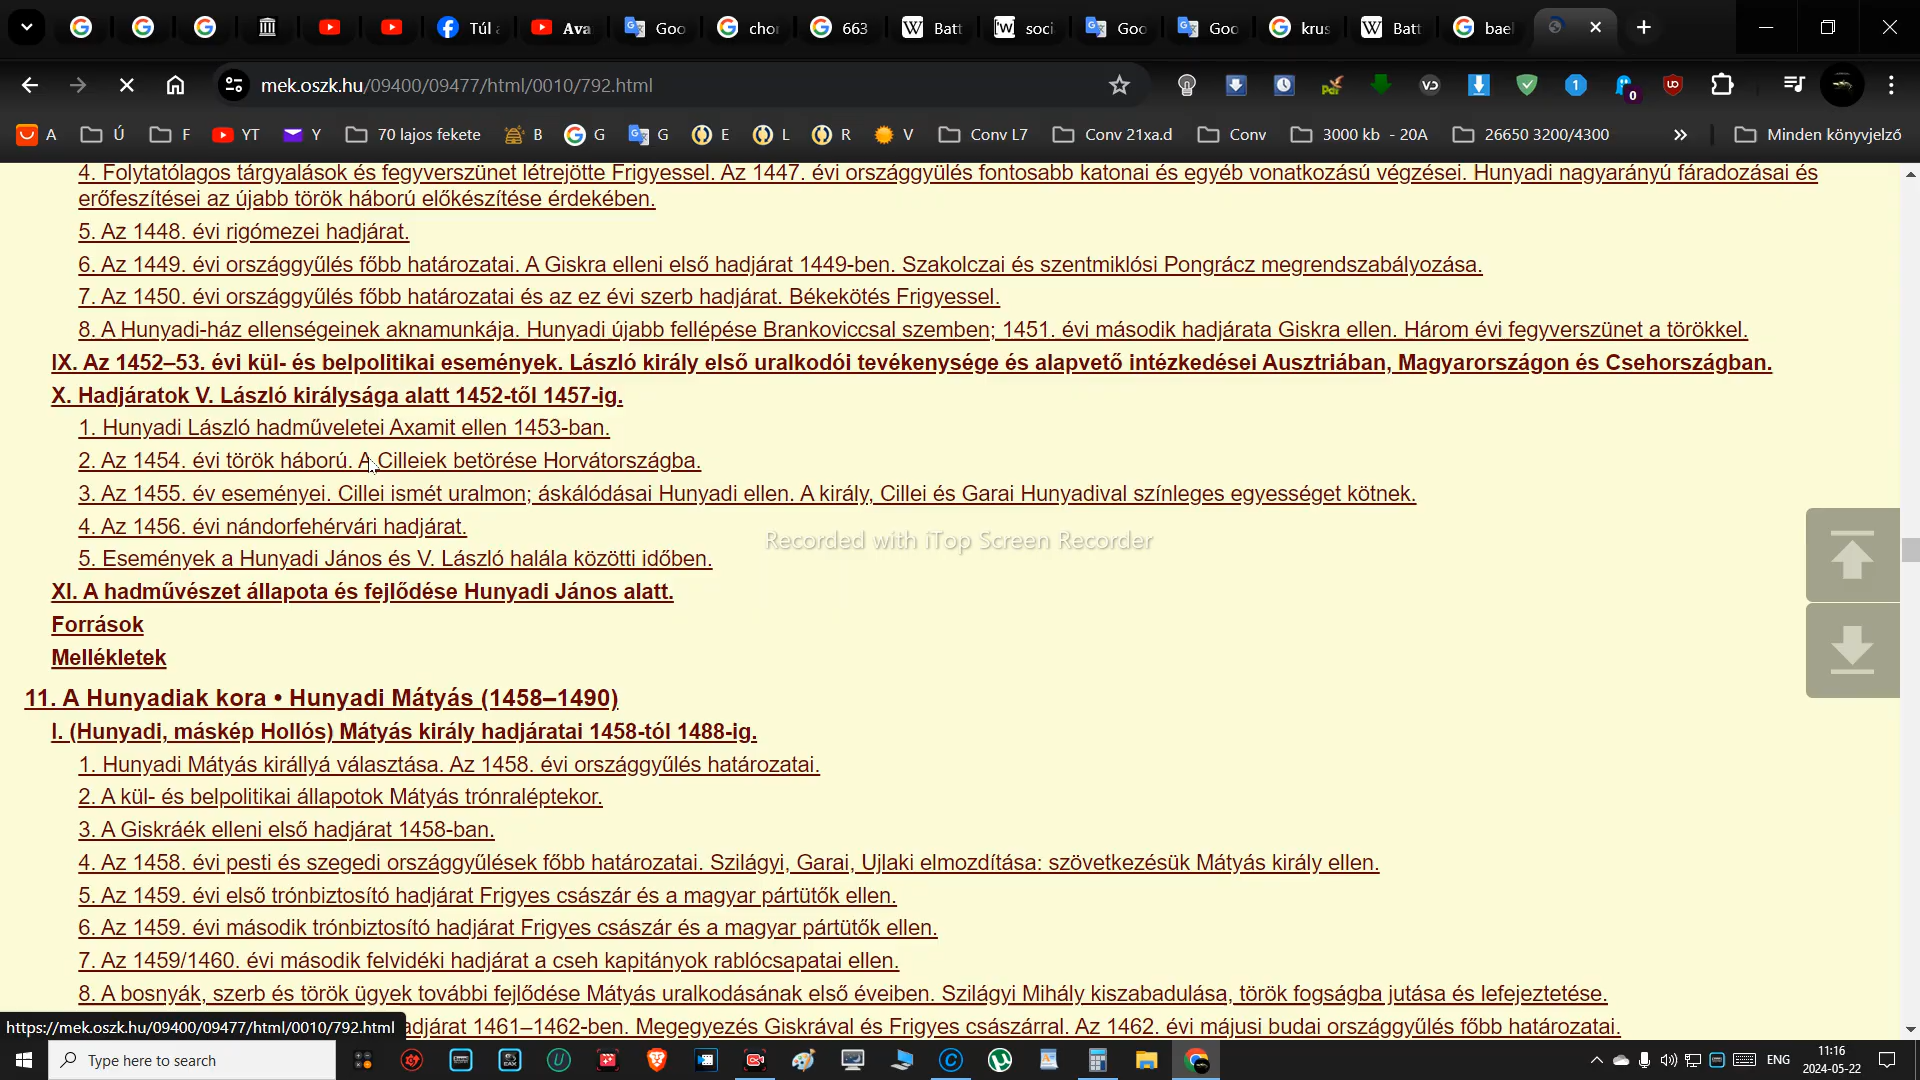 Túl
Ava
Goo
chor
663
Batt
soci
Goo
Goo
krus
Batt
bael
mek.oszk.hu/09400/09477/html/0010/792.html
A
Ú
F
YT
Y
70 lajos fekete
B
G
G
E
L
R
V
Conv L7
Conv 21xa.d
Conv
3000 kb - 20A
26650 3200/4300
»
Minden könyvjelző
4. Folytatólagos tárgyalások és fegyverszünet létrejötte Frigyessel. Az 1447. évi országgyülés fontosabb katonai és egyéb vonatkozású végzései. Hunyadi nagyarányú fáradozásai és
erőfeszítései az újabb török háború előkészítése érdekében.
5. Az 1448. évi rigómezei hadjárat.
6. Az 1449. évi országgyűlés főbb határozatai. A Giskra elleni első hadjárat 1449-ben. Szakolczai és szentmiklósi Pongrácz megrendszabályozása.
7. Az 1450. évi országgyűlés főbb határozatai és az ez évi szerb hadjárat. Békekötés Frigyessel.
8. A Hunyadi-ház ellenségeinek aknamunkája. Hunyadi újabb fellépése Brankoviccsal szemben; 1451. évi második hadjárata Giskra ellen. Három évi fegyverszünet a törökkel.
IX. Az 1452–53. évi kül- és belpolitikai események. László király első uralkodói tevékenysége és alapvető intézkedései Ausztriában, Magyarországon és Csehországban.
X. Hadjáratok V. László királysága alatt 1452-től 1457-ig.
1. Hunyadi László hadműveletei Axamit ellen 1453-ban.
2. Az 1454. évi török háború. A Cilleiek betörése Horvátországba.
3. Az 1455. év eseményei. Cillei ismét uralmon; áskálódásai Hunyadi ellen. A király, Cillei és Garai Hunyadival színleges egyességet kötnek.
4. Az 1456. évi nándorfehérvári hadjárat.
Recorded with iTop Screen Recorder
5. Események a Hunyadi János és V. László halála közötti időben.
XI. A hadművészet állapota és fejlődése Hunyadi János alatt.
Források
Mellékletek
11. A Hunyadiak kora • Hunyadi Mátyás (1458–1490)
I. (Hunyadi, máskép Hollós) Mátyás király hadjáratai 1458-tól 1488-ig.
1. Hunyadi Mátyás királlyá választása. Az 1458. évi országgyűlés határozatai.
2. A kül- és belpolitikai állapotok Mátyás trónraléptekor.
3. A Giskráék elleni első hadjárat 1458-ban.
4. Az 1458. évi pesti és szegedi országgyűlések főbb határozatai. Szilágyi, Garai, Ujlaki elmozdítása: szövetkezésük Mátyás király ellen.
5. Az 1459. évi első trónbiztosító hadjárat Frigyes császár és a magyar pártütők ellen.
6. Az 1459. évi második trónbiztosító hadjárat Frigyes császár és a magyar pártütők ellen.
7. Az 1459/1460. évi második felvidéki hadjárat a cseh kapitányok rablócsapatai ellen.
8. A bosnyák, szerb és török ügyek további fejlődése Mátyás uralkodásának első éveiben. Szilágyi Mihály kiszabadulása, török fogságba jutása és lefejeztetése.
adjárat 1461–1462-ben. Megegyezés Giskrával és Frigyes császárral. Az 1462. évi májusi budai országgyűlés főbb határozatai.
https://mek.oszk.hu/09400/09477/html/0010/792.html
Type here to search
ENG
11:16
2024-05-22